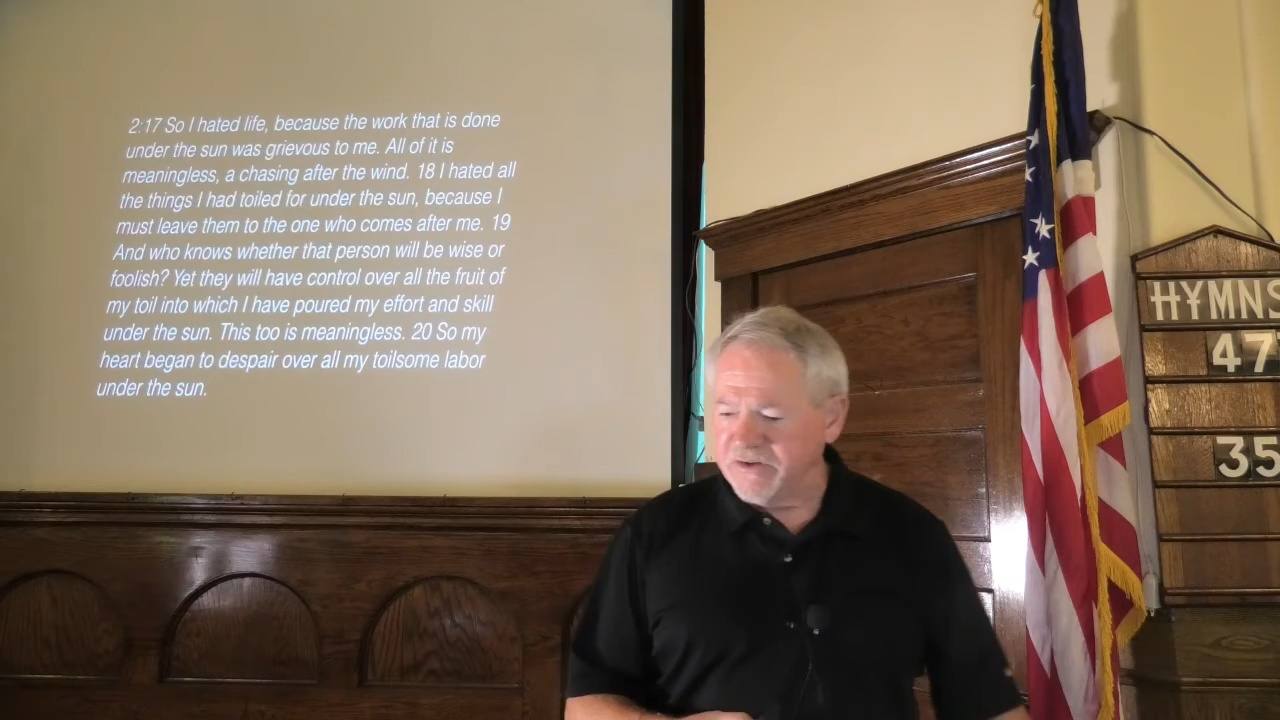 2:17 So I hated life, because the work that is done
under the sun was grievous to me. All of it is
meaningless, a chasing after the wind. 18 I hated all
the things I had toiled for under the sun, because I
must leave them to the one who comes after me. 19
And who knows whether that person will be wise or
foolish? Yet they will have control over all the fruit of
my toil into which I have poured my effort and skill
under the sun. This too is meaningless. 20 So my
heart began to despair over all my toilsome labor
under the sun.
HYMNS
47
35